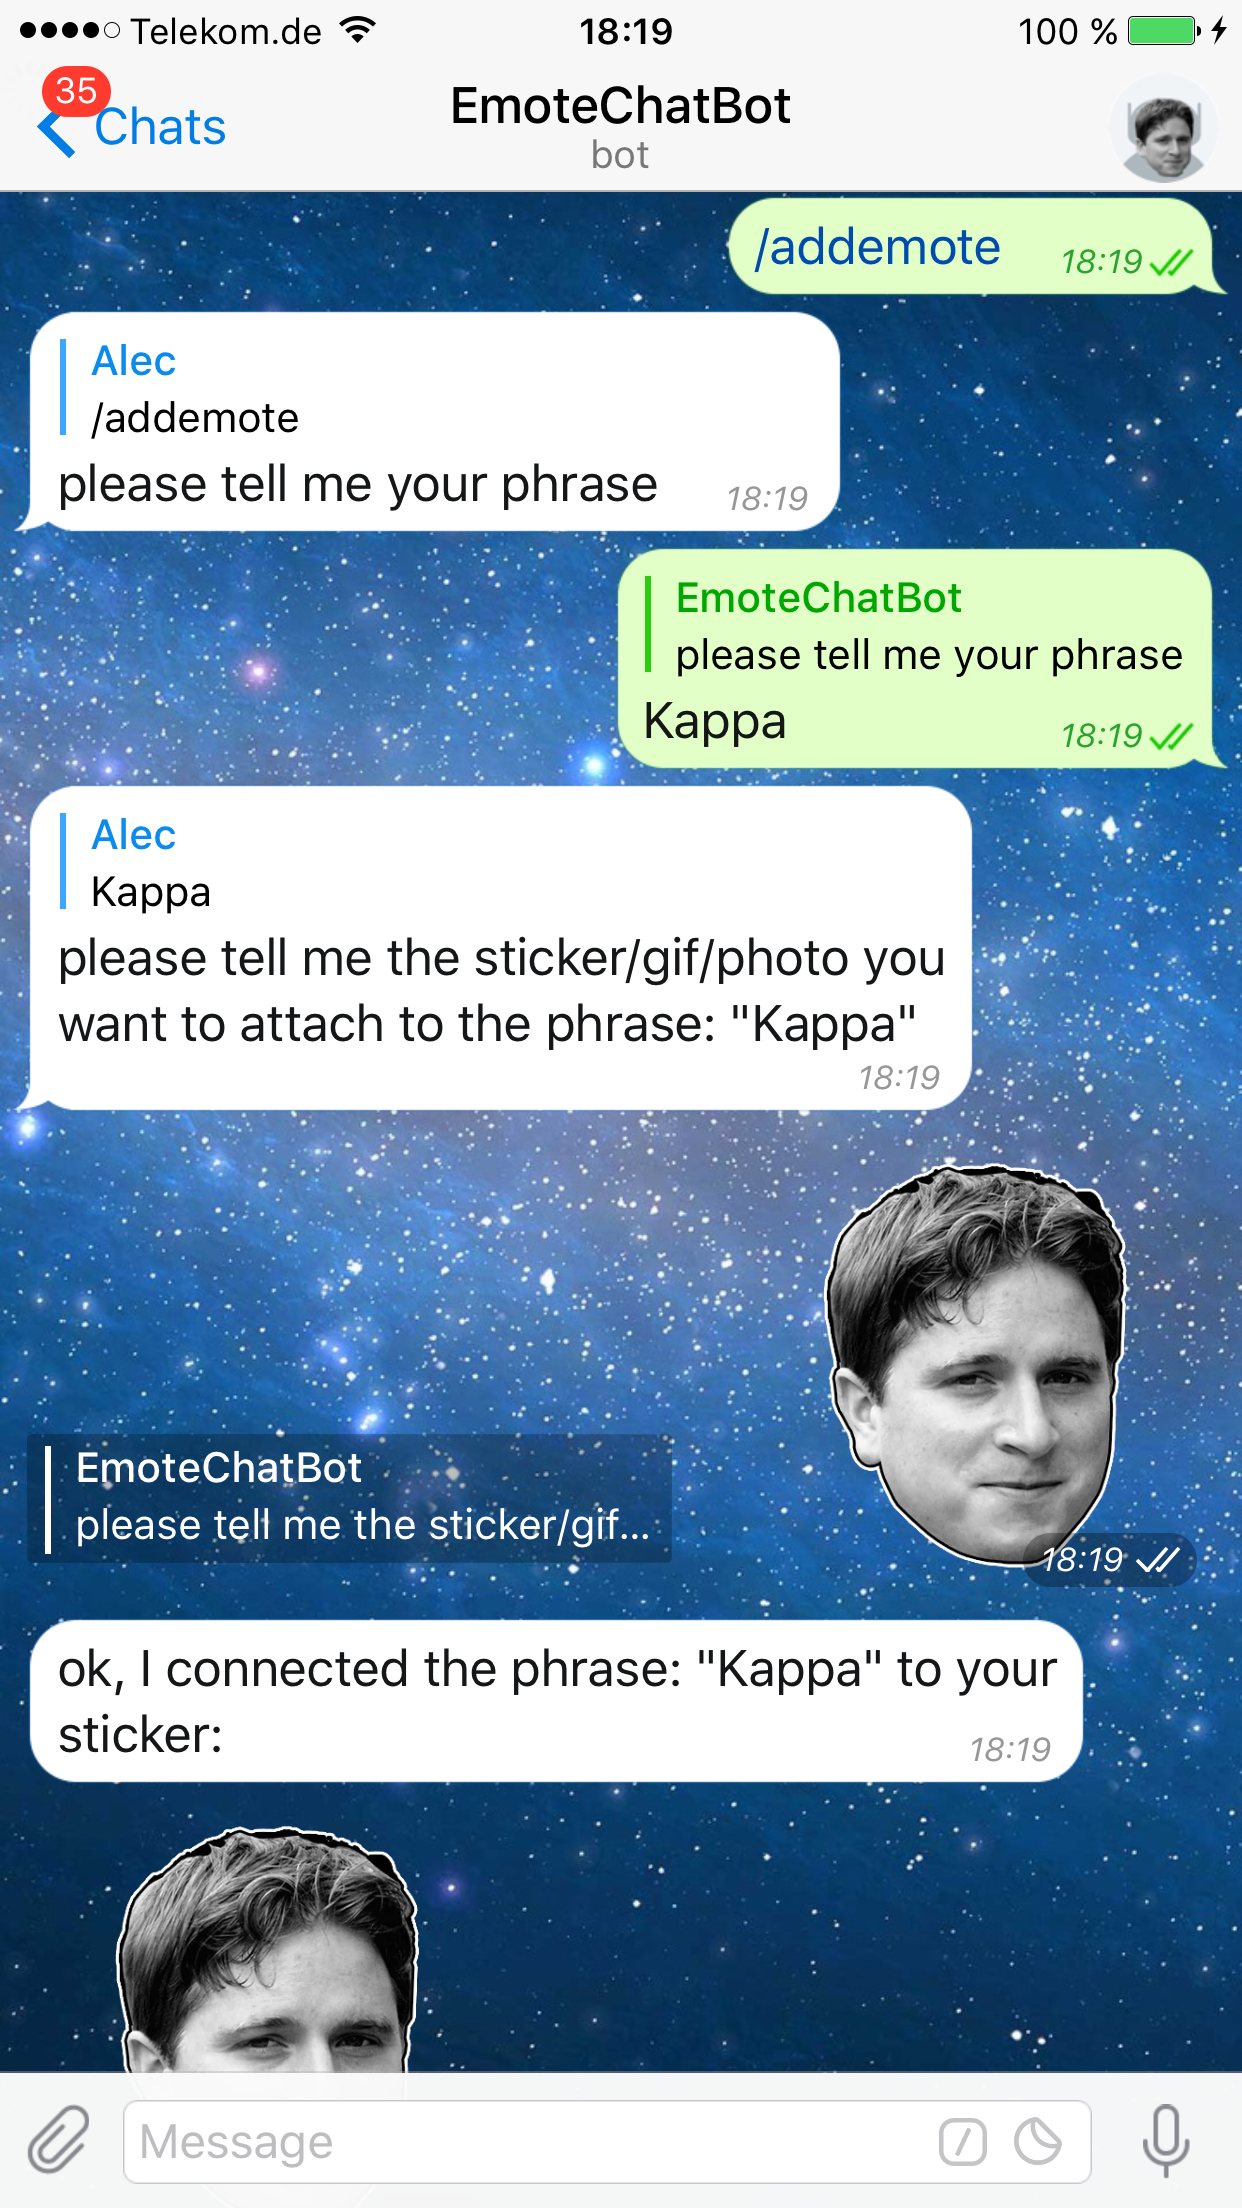 Telekom.de 18:19 100 %
35
Chats
EmoteChatBot
bot
/addemote 18:19
Alec
/addemote
please tell me your phrase 18:19
EmoteChatBot
please tell me your phrase
Kappa 18:19
Alec
Kappa
please tell me the sticker/gif/photo you
want to attach to the phrase: "Kappa"
18:19
EmoteChatBot
please tell me the sticker/gif...
18:19
ok, I connected the phrase: "Kappa" to your
sticker: 18:19
Message